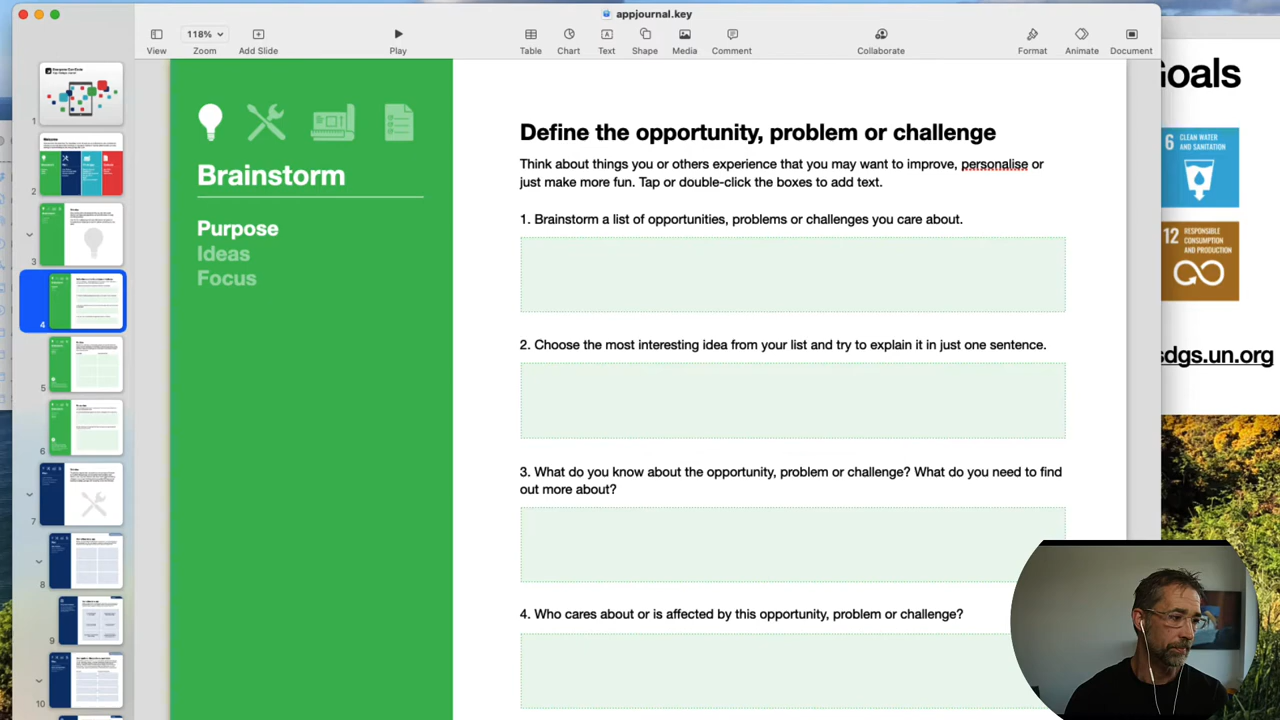 appjournal.key
118%
View
Zoom
Add Slide
Play
Table
Chart
Text
Shape
Media
Comment
Collaborate
Format
Animate
Document
1
2
3
4
5
6
7
8
9
10
Brainstorm
Purpose
Ideas
Focus
Define the opportunity, problem or challenge
Think about things you or others experience that you may want to improve, personalise or
just make more fun. Tap or double-click the boxes to add text.
1. Brainstorm a list of opportunities, problems or challenges you care about.
2. Choose the most interesting idea from your list and try to explain it in just one sentence.
3. What do you know about the opportunity, problem or challenge? What do you need to find
out more about?
4. Who cares about or is affected by this opportunity, problem or challenge?
Goals
6 CLEAN WATER
AND SANITATION
12 RESPONSIBLE
CONSUMPTION
AND PRODUCTION
sdgs.un.org